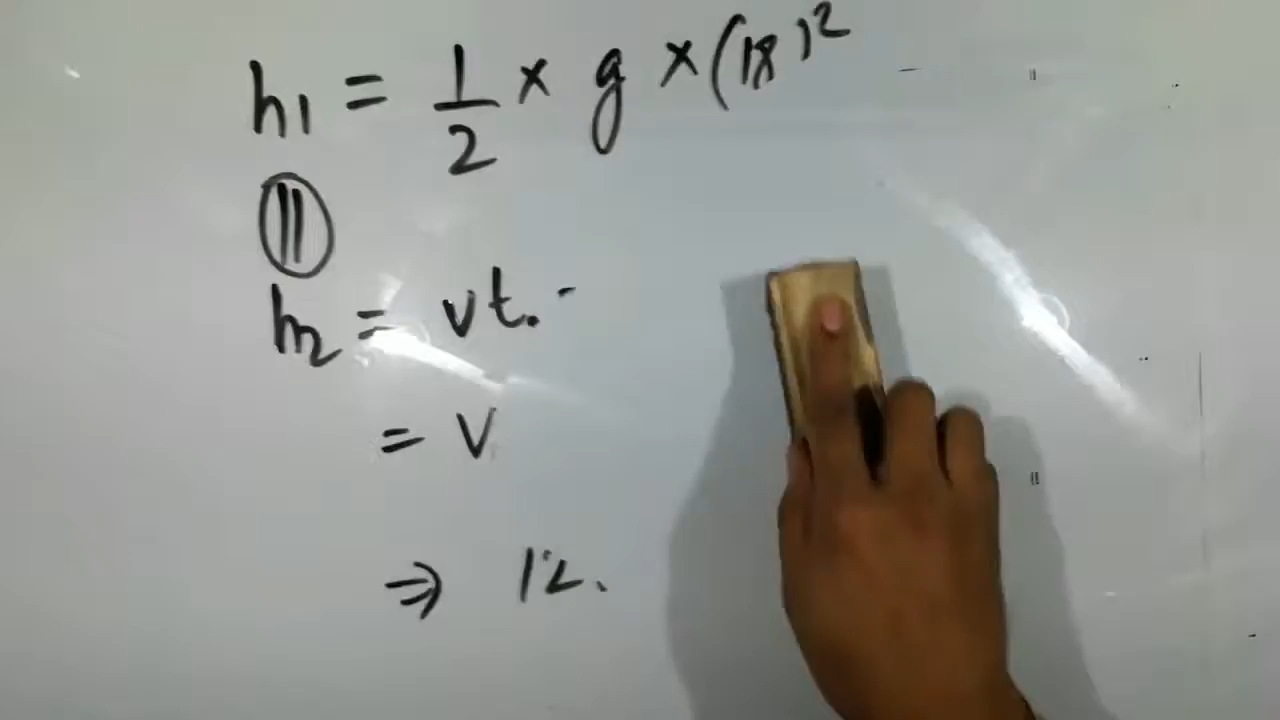 h1 = 1/2 × g × (18)²
II
h2 = vt. -
= v
⇒ 12.